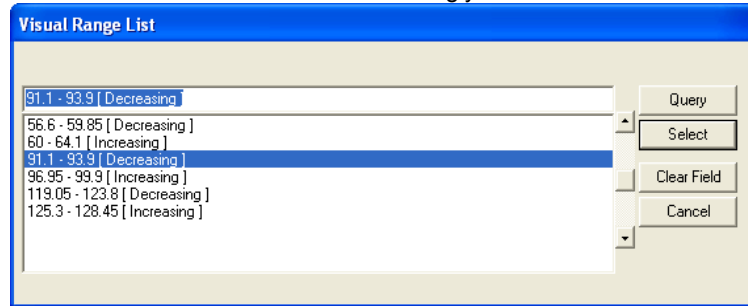 Visual Range List
91.1 - 93.9 [ Decreasing ]
Query
56.6 - 59.85 [ Decreasing ]
60 - 64.1 [ Increasing ]
91.1 - 93.9 [ Decreasing ]
96.95 - 99.9 [ Increasing ]
119.05 - 123.8 [ Decreasing ]
125.3 - 128.45 [ Increasing ]
Select
Clear Field
Cancel